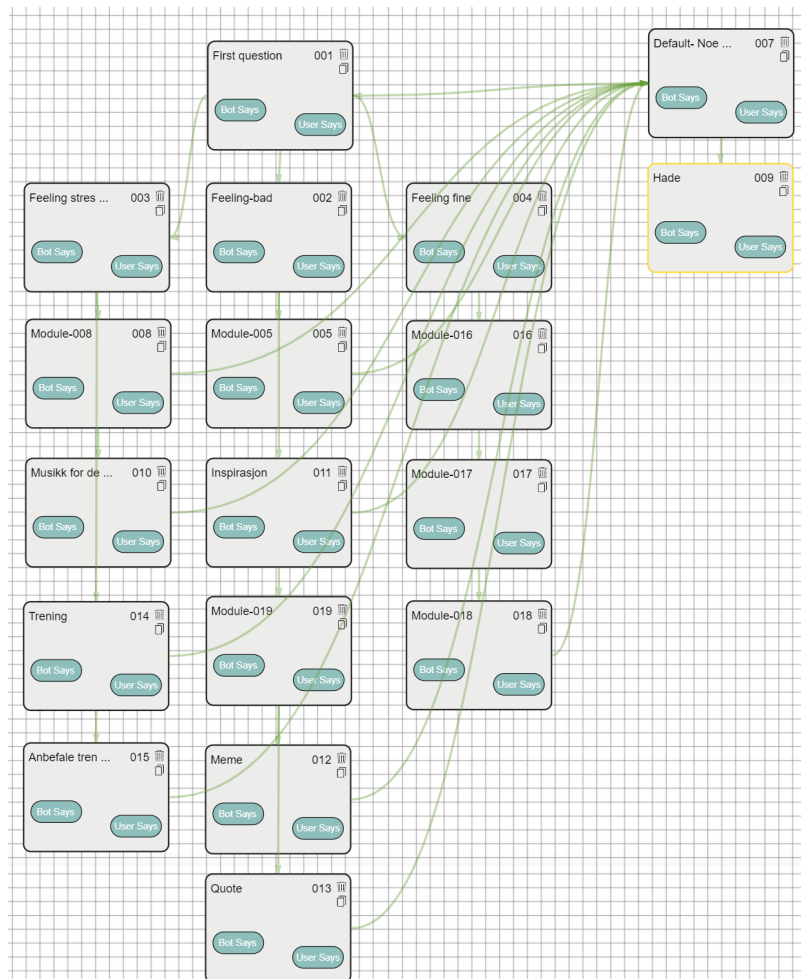 First question 001
Bot Says
User Says
Default- Noe ... 007
Bot Says
User Says
Feeling stres ... 003
Bot Says
User Says
Feeling-bad 002
Bot Says
User Says
Feeling fine 004
Bot Says
User Says
Hade 009
Bot Says
User Says
Module-008 008
Bot Says
User Says
Module-005 005
Bot Says
User Says
Module-016 016
Bot Says
User Says
Musikk for de ... 010
Bot Says
User Says
Inspirasjon 011
Bot Says
User Says
Module-017 017
Bot Says
User Says
Trening 014
Bot Says
User Says
Module-019 019
Bot Says
User Says
Module-018 018
Bot Says
User Says
Anbefale tren ... 015
Bot Says
User Says
Meme 012
Bot Says
User Says
Quote 013
Bot Says
User Says